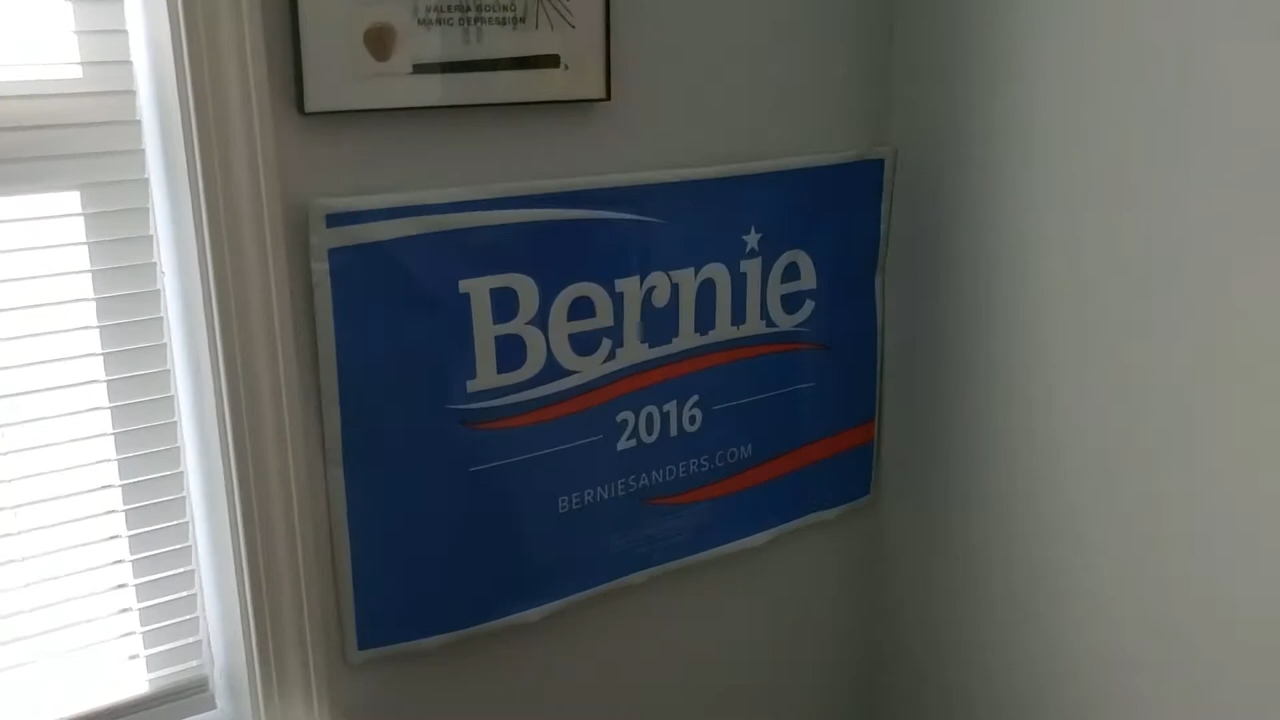 VALERIA GOLINO
MANIC DEPRESSION
Bernie
2016
BERNIESANDERS.COM